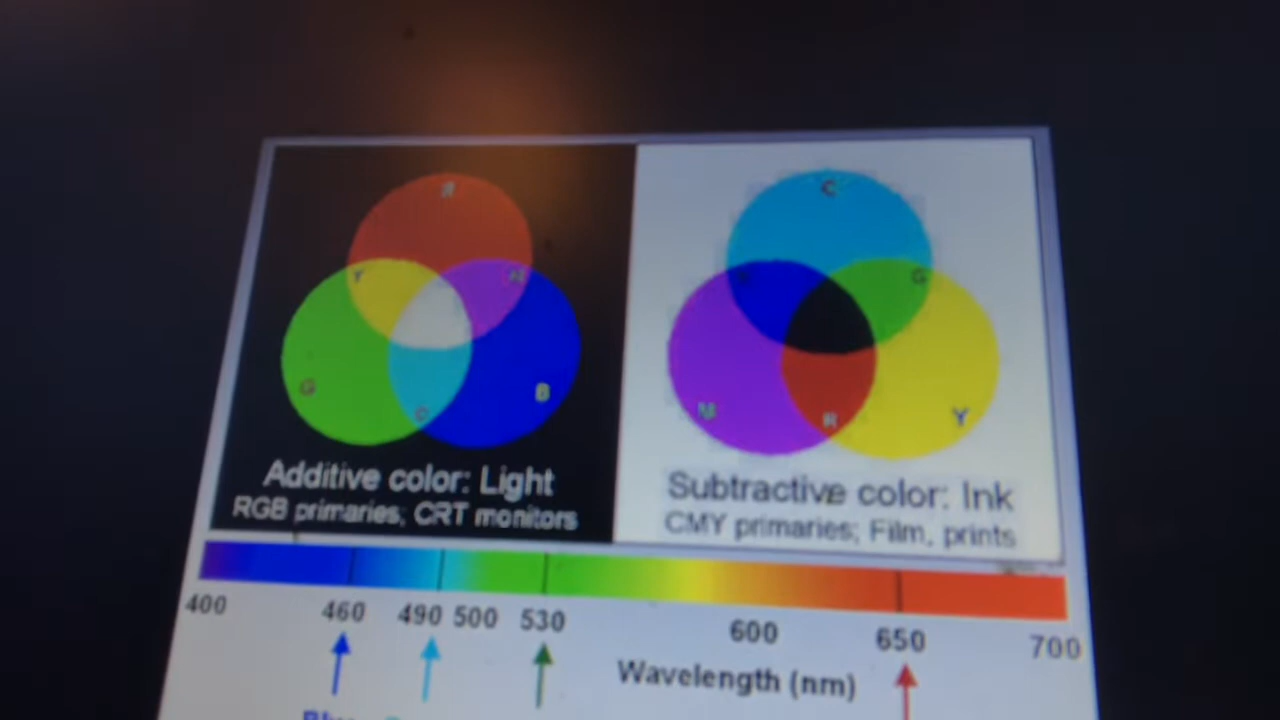 R
Y
M
G
B
C
Additive color: Light
RGB primaries; CRT monitors
C
G
M
R
Y
Subtractive color: Ink
CMY primaries; Film, prints
400 460 490 500 530 600 650 700
Wavelength (nm)